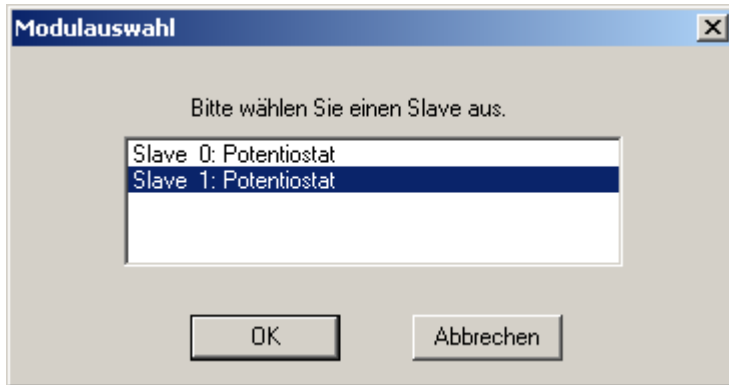 Modulauswahl
Bitte wählen Sie einen Slave aus.
Slave 0: Potentiostat
Slave 1: Potentiostat
OK
Abbrechen